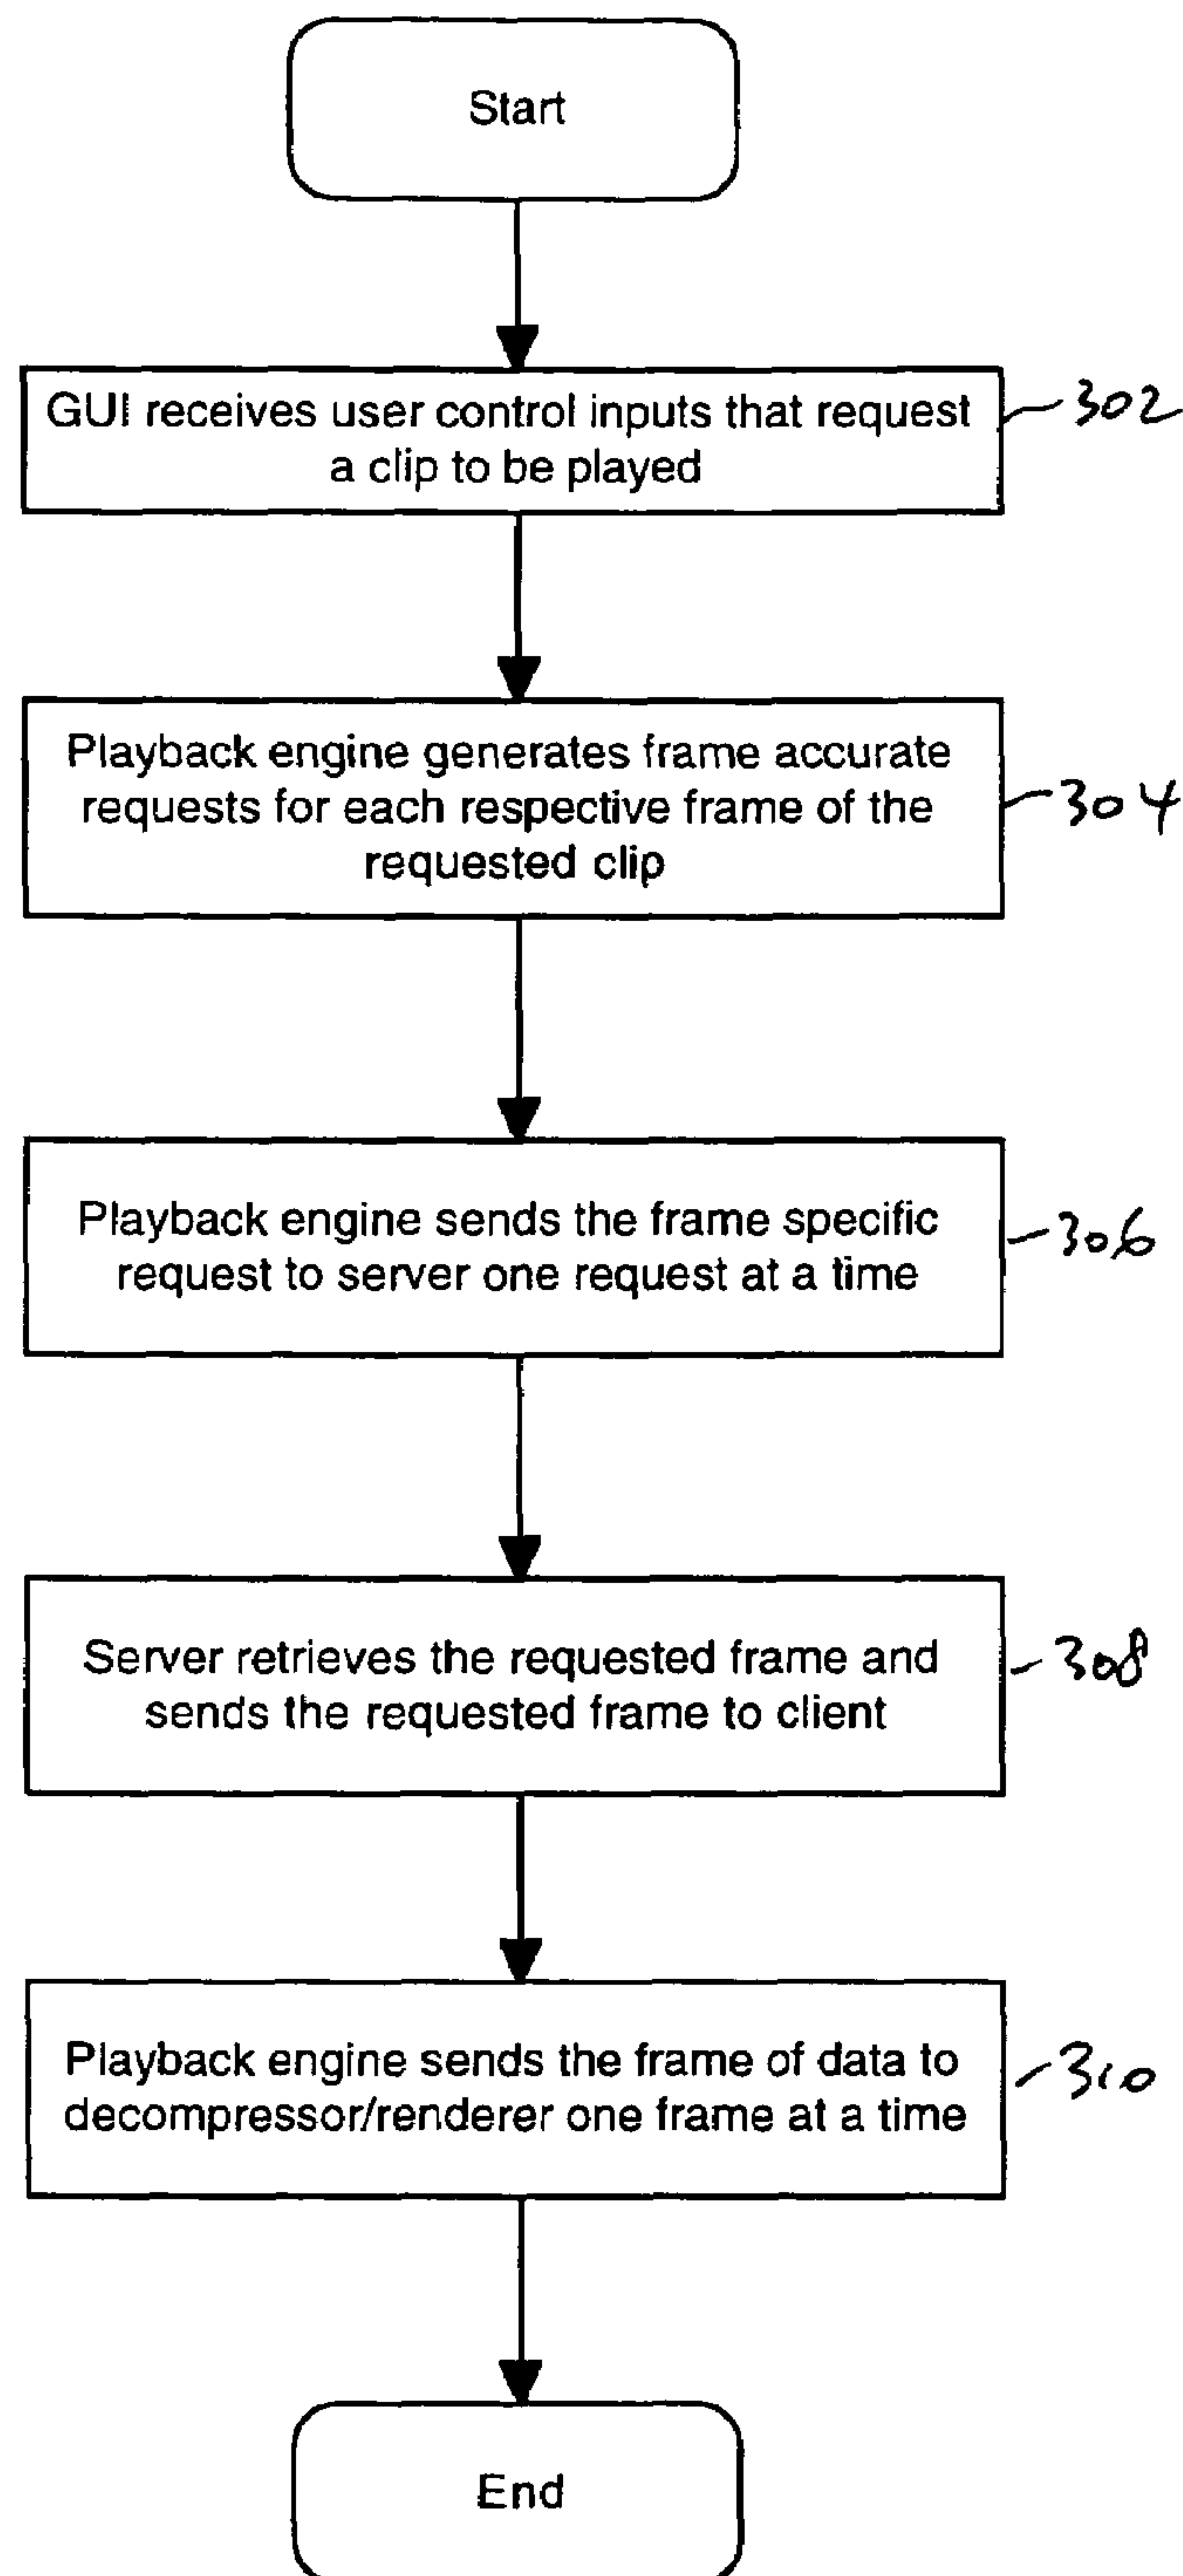 Start
GUI receives user control inputs that request
a clip to be played
302
Playback engine generates frame accurate
requests for each respective frame of the
requested clip
304
Playback engine sends the frame specific
request to server one request at a time
306
Server retrieves the requested frame and
sends the requested frame to client
308
Playback engine sends the frame of data to
decompressor/renderer one frame at a time
310
End